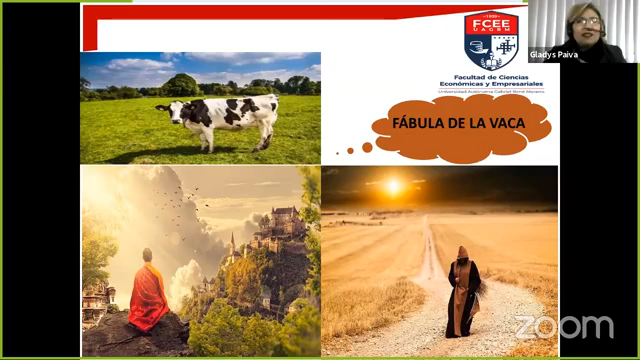 1950
FCEE
UAGRM
Facultad de Ciencias
Económicas y Empresariales
Universidad Autónoma Gabriel René Moreno
Gladys Paiva
FÁBULA DE LA VACA
zoom